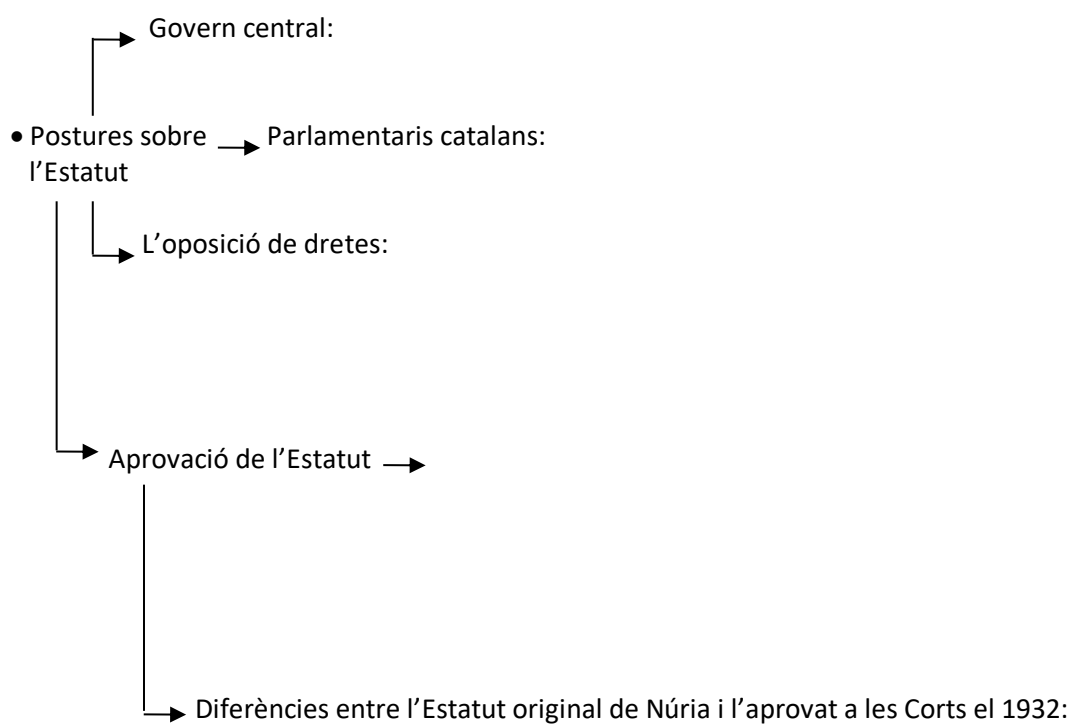 Govern central:
• Postures sobre
l’Estatut
Parlamentaris catalans:
L’oposició de dretes:
Aprovació de l’Estatut
Diferències entre l’Estatut original de Núria i l’aprovat a les Corts el 1932: